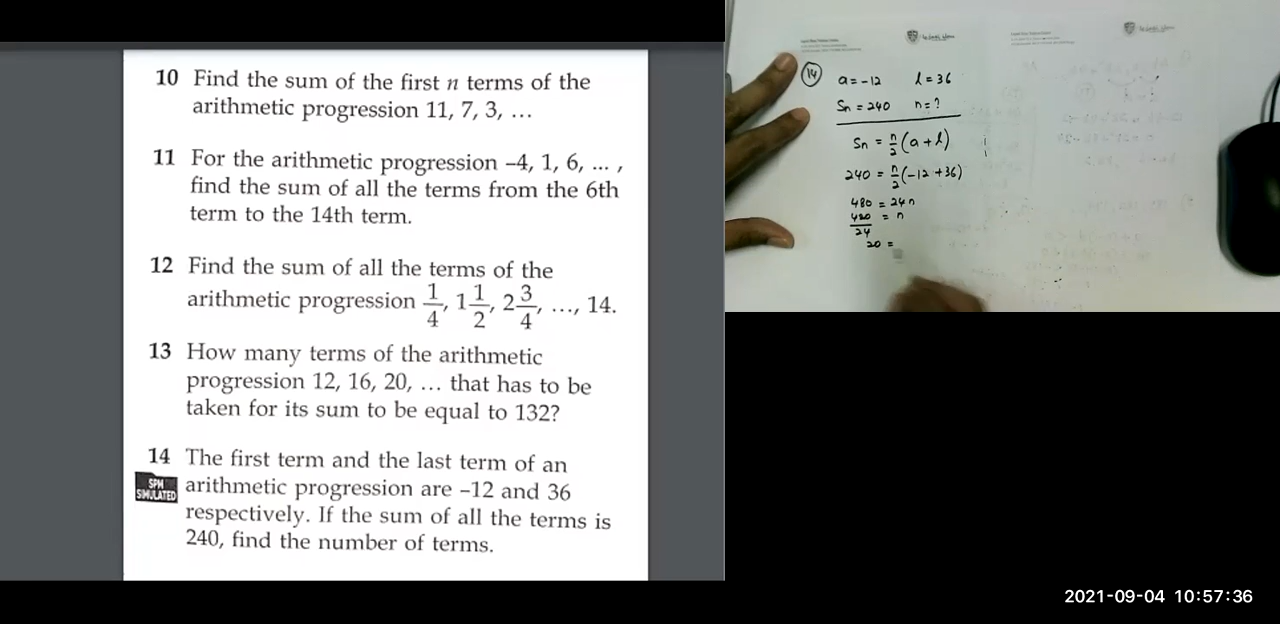 10 Find the sum of the first n terms of the
arithmetic progression 11, 7, 3, ...
11 For the arithmetic progression –4, 1, 6, ... ,
find the sum of all the terms from the 6th
term to the 14th term.
12 Find the sum of all the terms of the
arithmetic progression 1/4, 1 1/2, 2 3/4, ..., 14.
13 How many terms of the arithmetic
progression 12, 16, 20, ... that has to be
taken for its sum to be equal to 132?
14 The first term and the last term of an
SPM SIMULATED
arithmetic progression are –12 and 36
respectively. If the sum of all the terms is
240, find the number of terms.
14 a = -12 l = 36
Sn = 240 n = ?
Sn = n/2 (a + l)
240 = n/2 (-12 + 36)
480 = 24n
480/24 = n
20 =
2021-09-04 10:57:36